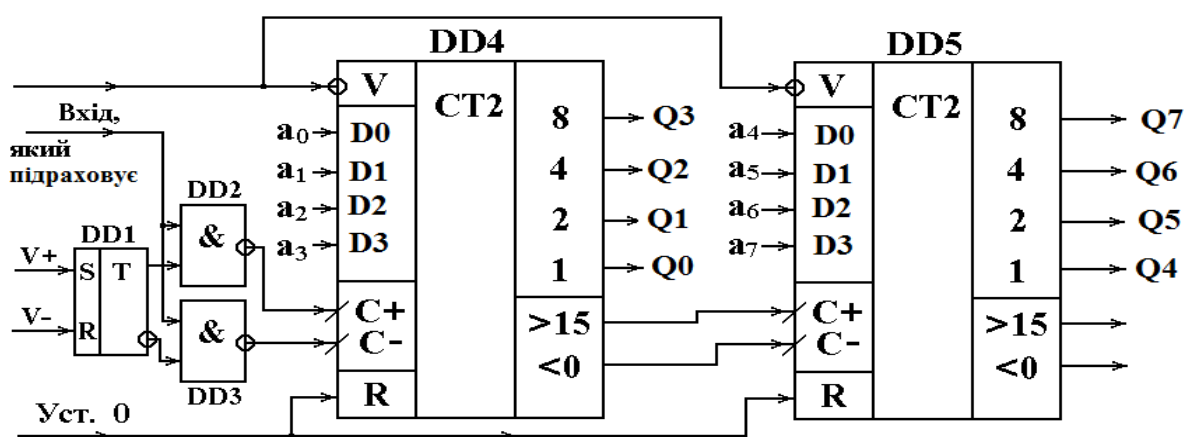 DD4
DD5
V
CT2
8
Q3
V
CT2
8
Q7
Вхід,
який
підраховує
a0
D0
a4
D0
4
Q2
4
Q6
a1
D1
a5
D1
DD2
a2
D2
a6
D2
2
Q1
2
Q5
&
a3
D3
a7
D3
DD1
1
Q0
1
Q4
V+
S
T
C+
>15
C+
>15
V-
R
&
C-
<0
C-
<0
DD3
R
R
Уст. 0